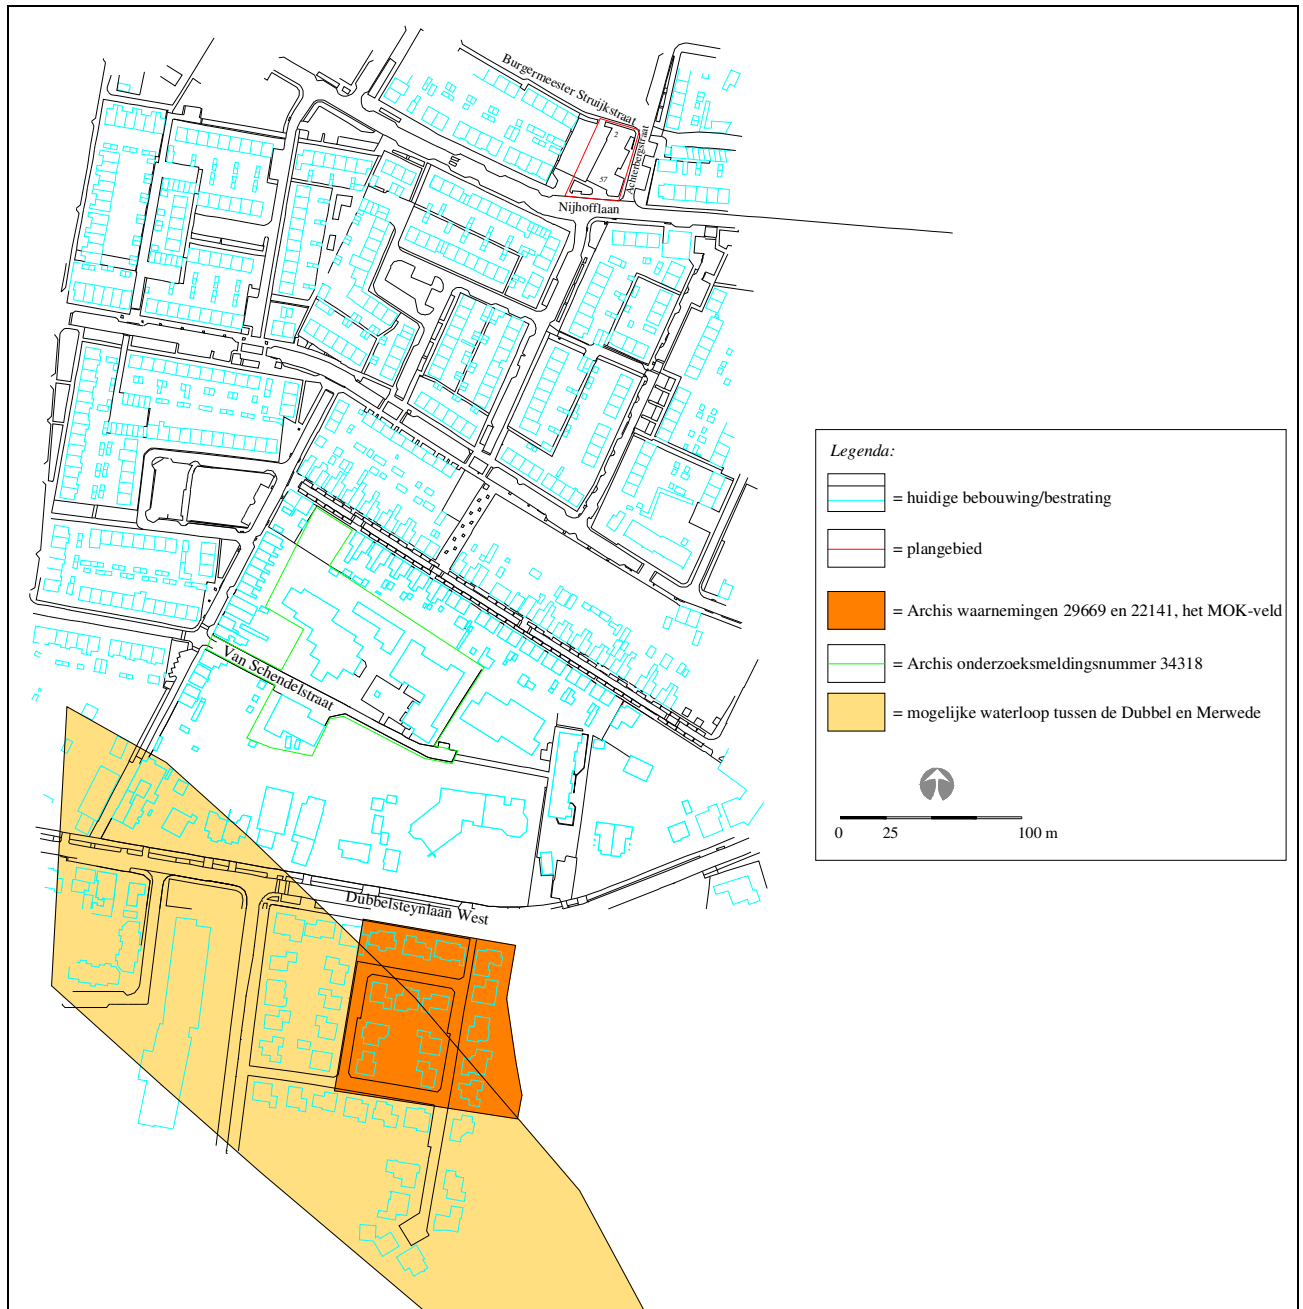 Burgermeester Struijkstraat
2
Achterbergstraat
57
Nijhofflaan
Legenda:
= huidige bebouwing/bestrating
= plangebied
= Archis waarnemingen 29669 en 22141, het MOK-veld
= Archis onderzoeksmeldingsnummer 34318
= mogelijke waterloop tussen de Dubbel en Merwede
0 25 100 m
Van Schendelstraat
Dubbelsteynlaan West